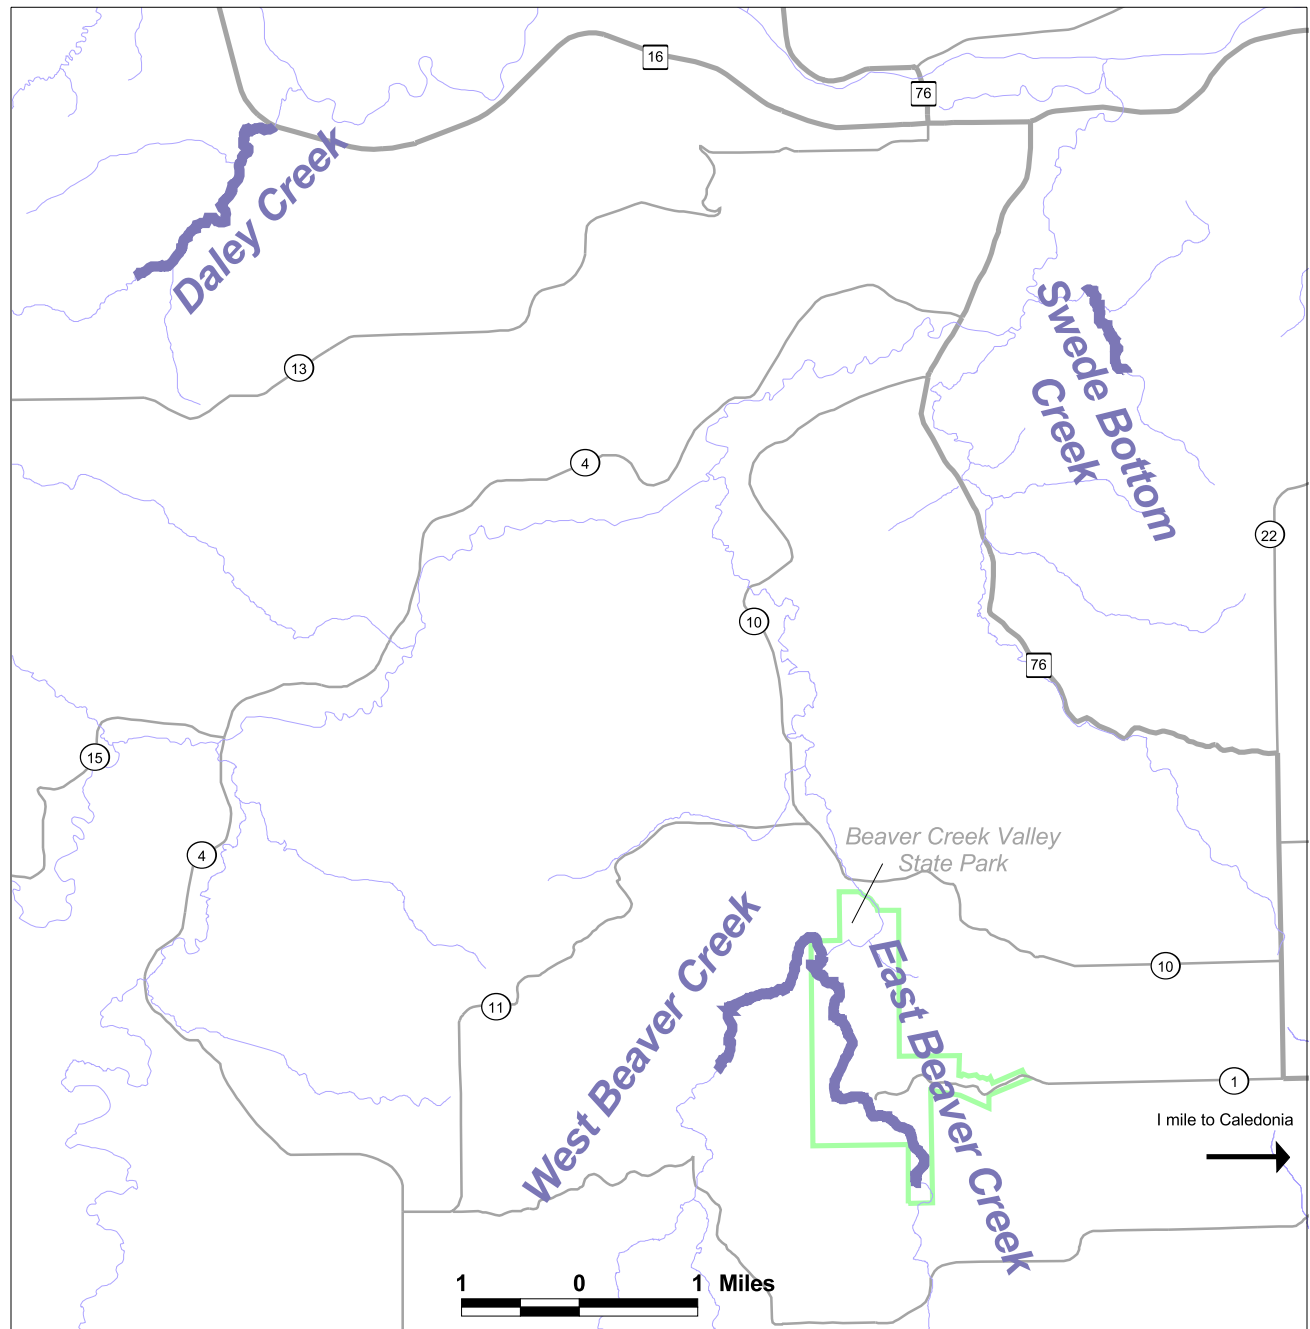 16
76
Daley Creek
Swede Bottom
Creek
13
4
22
10
76
15
4
Beaver Creek Valley
State Park
West Beaver Creek
East Beaver Creek
10
11
1
I mile to Caledonia
1 0 1 Miles